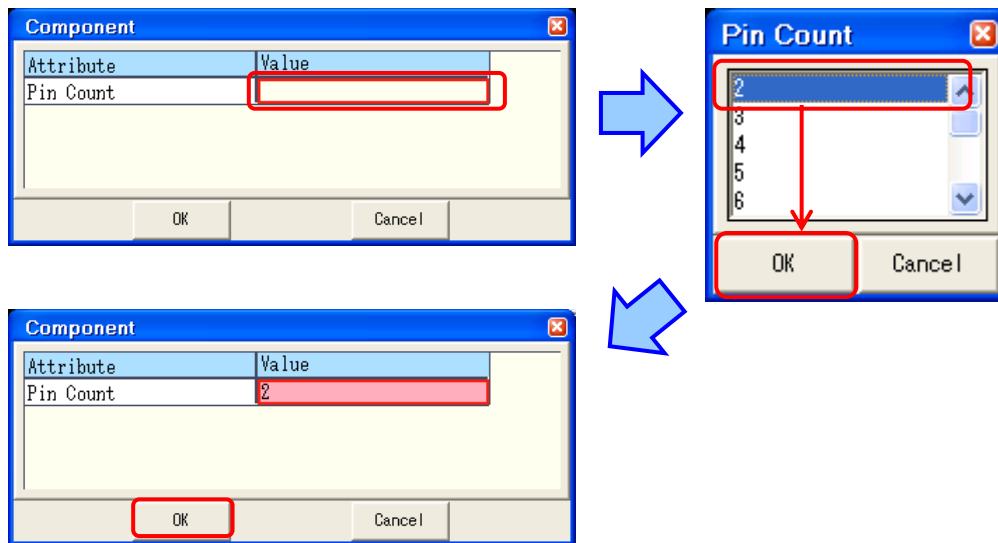 Component
Attribute Value
Pin Count
OK Cancel
Pin Count
2
3
4
5
6
OK Cancel
Component
Attribute Value
Pin Count 2
OK Cancel